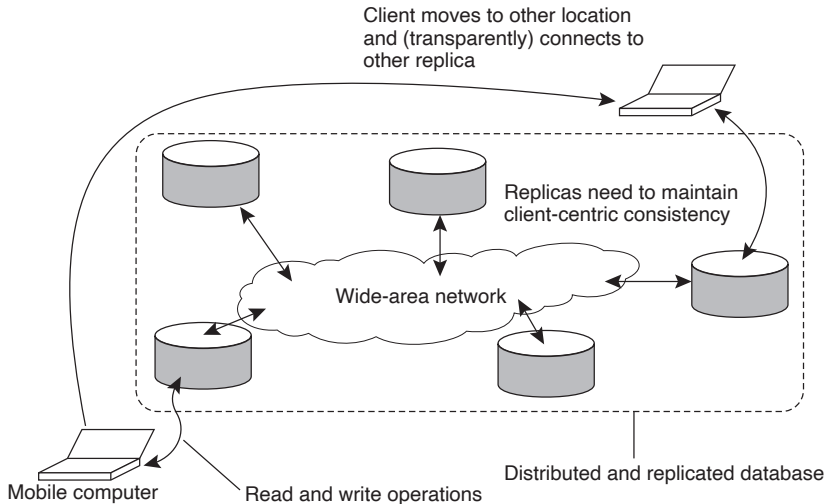 Client moves to other location
and (transparently) connects to
other replica
Replicas need to maintain
client-centric consistency
Wide-area network
Distributed and replicated database
Mobile computer
Read and write operations